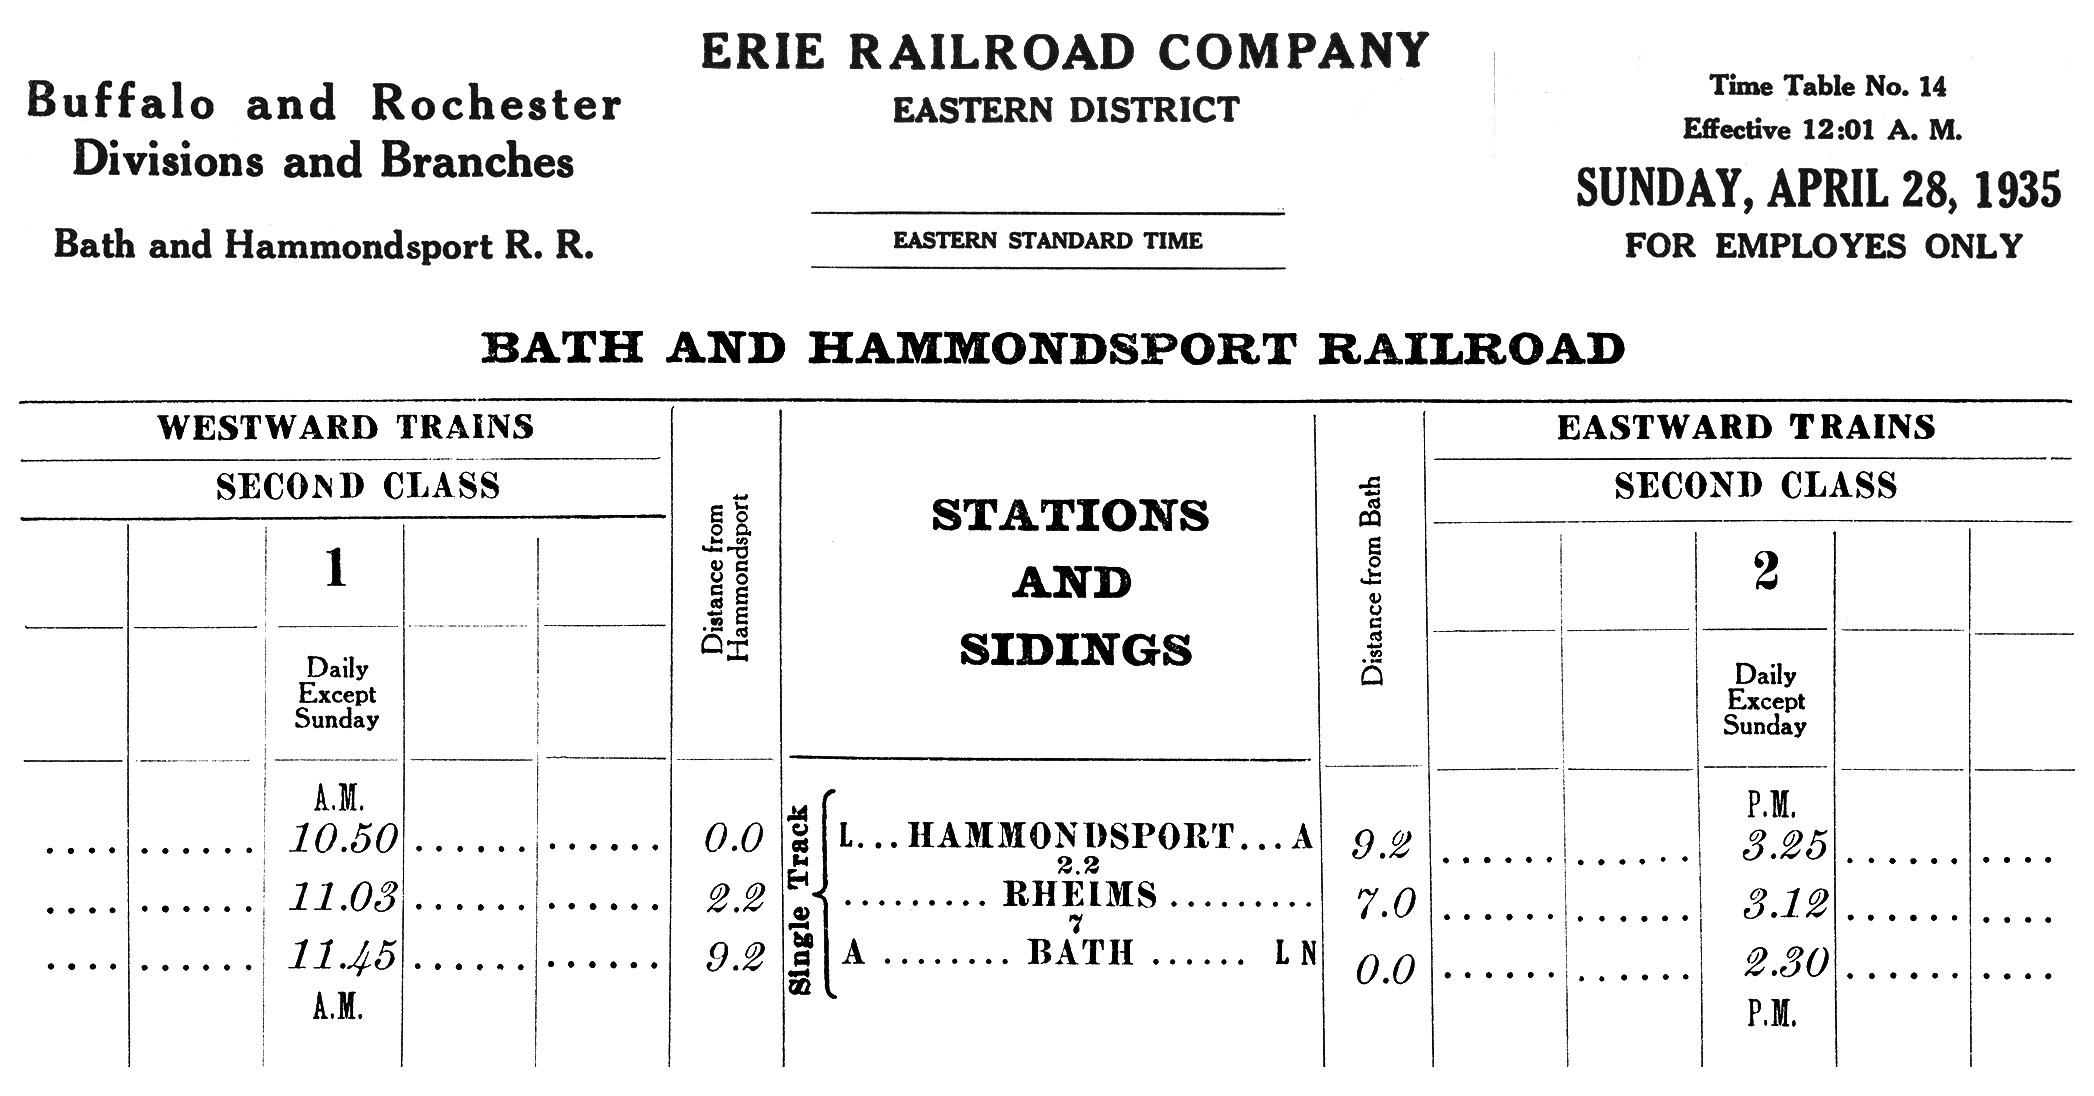 ERIE RAILROAD COMPANY
EASTERN DISTRICT
Buffalo and Rochester
Divisions and Branches
Bath and Hammondsport R. R.
EASTERN STANDARD TIME
Time Table No. 14
Effective 12:01 A. M.
SUNDAY, APRIL 28, 1935
FOR EMPLOYES ONLY
BATH AND HAMMONDSPORT RAILROAD
WESTWARD TRAINS
SECOND CLASS
1
Daily
Except
Sunday
Distance from
Hammondsport
STATIONS
AND
SIDINGS
Distance from Bath
EASTWARD TRAINS
SECOND CLASS
2
Daily
Except
Sunday
A.M. P.M.
Single Track
.... ...... 10.50 ...... ...... 0.0 L...HAMMONDSPORT...A 9.2 ...... ...... 3.25 ...... ....
2.2
.... ...... 11.03 ...... ...... 2.2 ......... RHEIMS ......... 7.0 ...... ...... 3.12 ...... ....
7
.... ...... 11.45 ...... ...... 9.2 A ........ BATH ...... L N 0.0 ...... ...... 2.30 ...... ....
A.M. P.M.